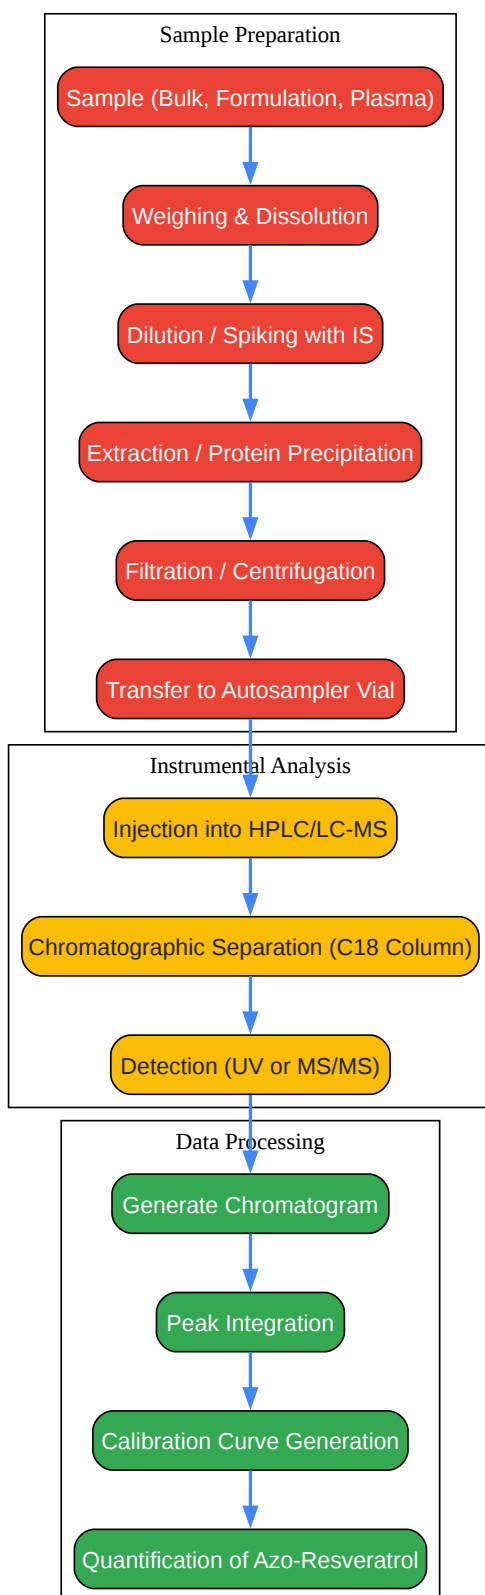 Sample Preparation
Sample (Bulk, Formulation, Plasma)
Weighing & Dissolution
Dilution / Spiking with IS
Extraction / Protein Precipitation
Filtration / Centrifugation
Transfer to Autosampler Vial
Instrumental Analysis
Injection into HPLC/LC-MS
Chromatographic Separation (C18 Column)
Detection (UV or MS/MS)
Data Processing
Generate Chromatogram
Peak Integration
Calibration Curve Generation
Quantification of Azo-Resveratrol